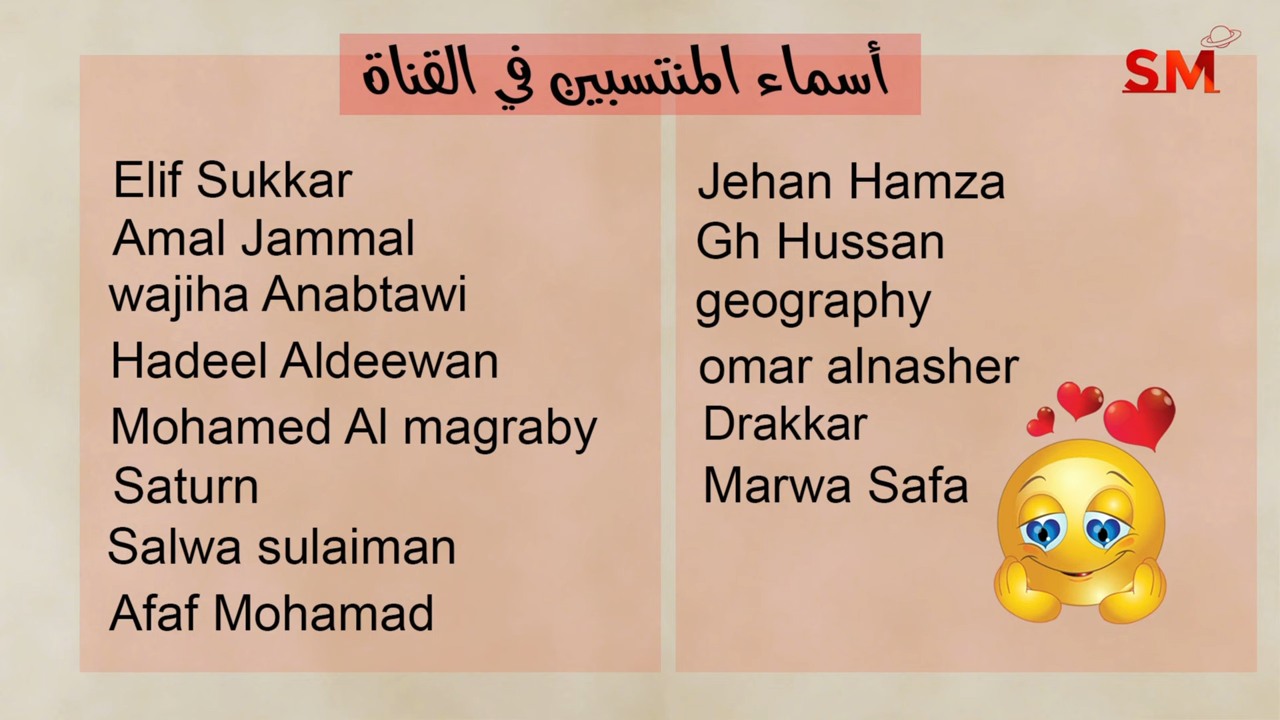 أسماء المنتسبين في القناة
SM
Elif Sukkar
Amal Jammal
wajiha Anabtawi
Hadeel Aldeewan
Mohamed Al magraby
Saturn
Salwa sulaiman
Afaf Mohamad
Jehan Hamza
Gh Hussan
geography
omar alnasher
Drakkar
Marwa Safa